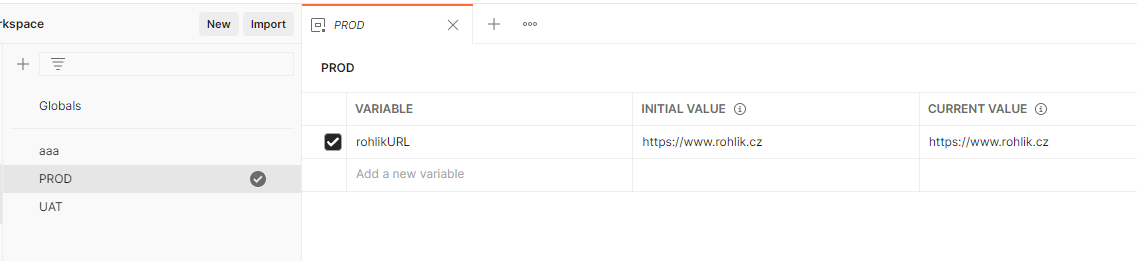 rkspace
New
Import
PROD
Globals
aaa
PROD
UAT
PROD
VARIABLE
INITIAL VALUE
CURRENT VALUE
rohlikURL
https://www.rohlik.cz
https://www.rohlik.cz
Add a new variable